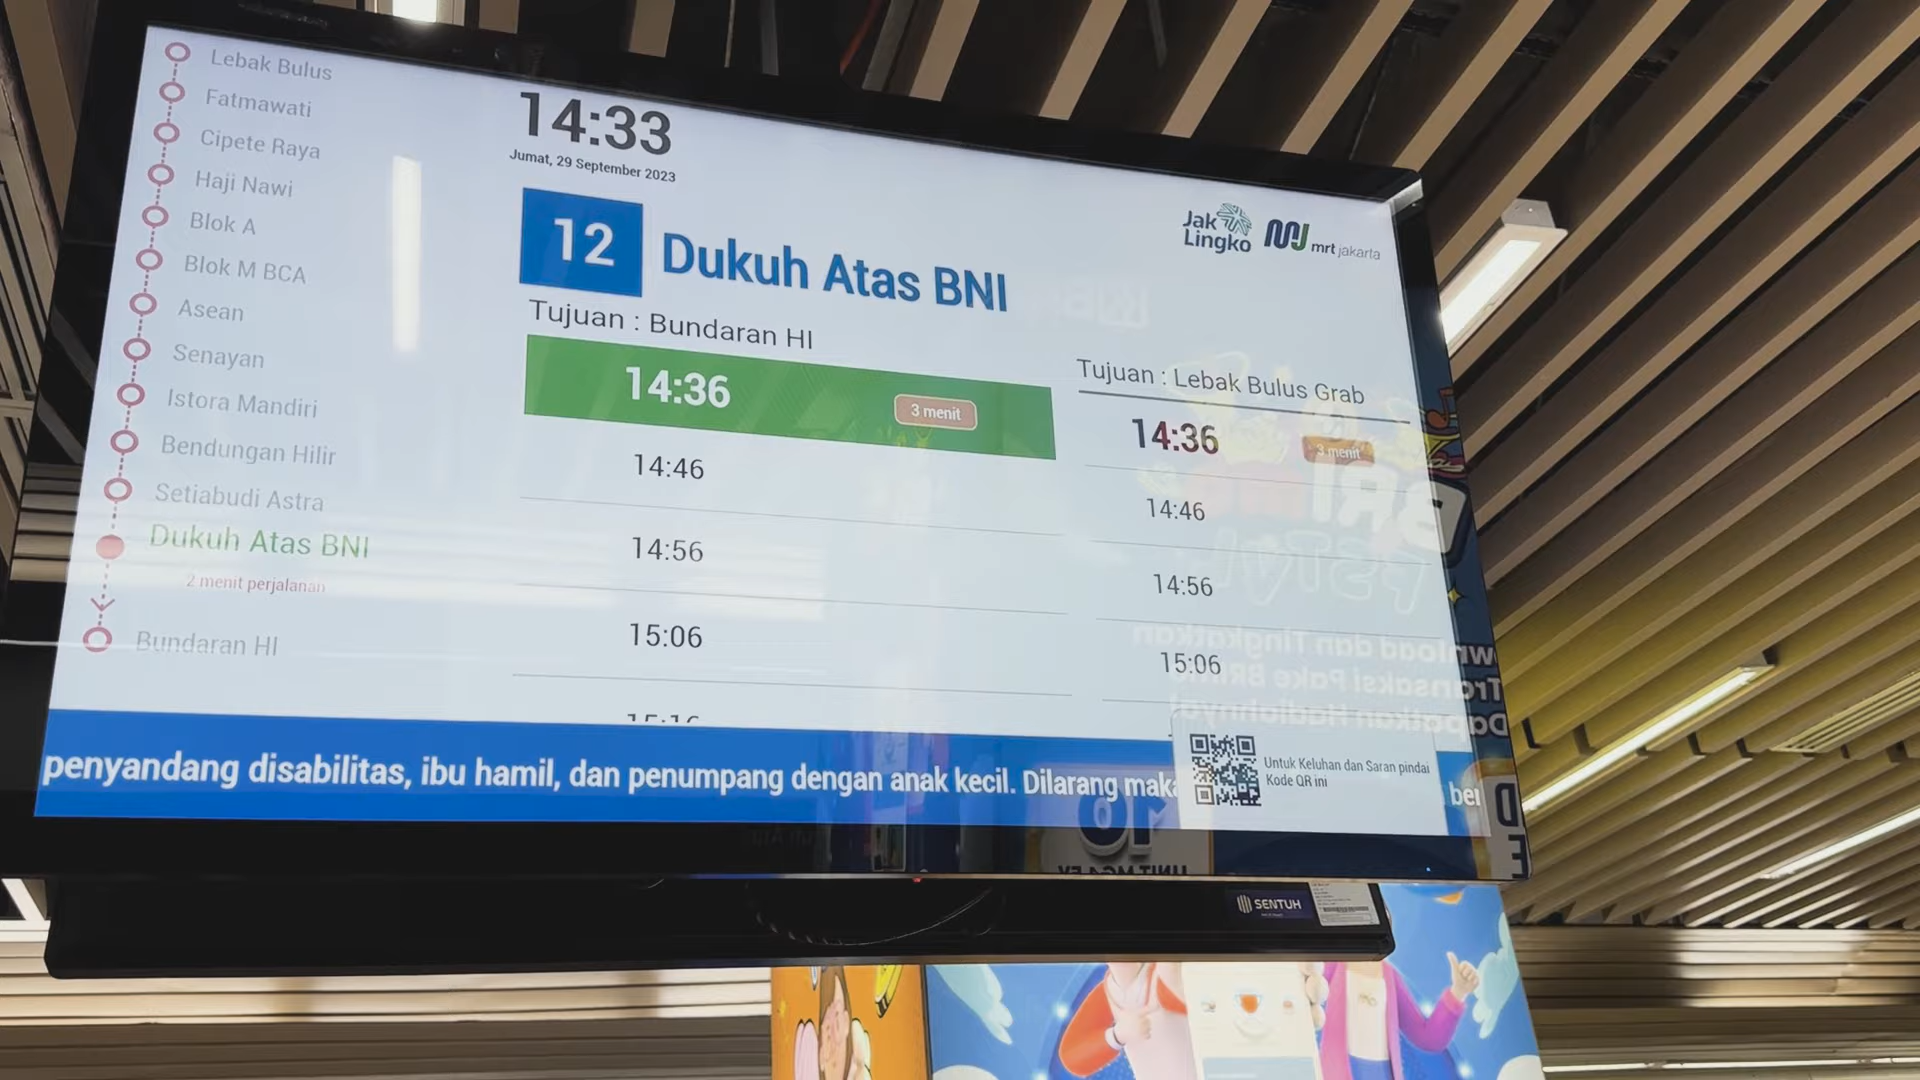 Lebak Bulus
Fatmawati
Cipete Raya
Haji Nawi
Blok A
Blok M BCA
Asean
Senayan
Istora Mandiri
Bendungan Hilir
Setiabudi Astra
Dukuh Atas BNI
2 menit perjalanan
Bundaran HI
14:33
Jumat, 29 September 2023
12
Dukuh Atas BNI
Jak
Lingko
mrt jakarta
Tujuan : Bundaran HI
14:36 3 menit
14:46
14:56
15:06
15:16
Tujuan : Lebak Bulus Grab
14:36 3 menit
14:46
14:56
15:06
penyandang disabilitas, ibu hamil, dan penumpang dengan anak kecil. Dilarang maka
Untuk Keluhan dan Saran pindai
Kode QR ini
ber
SENTUH